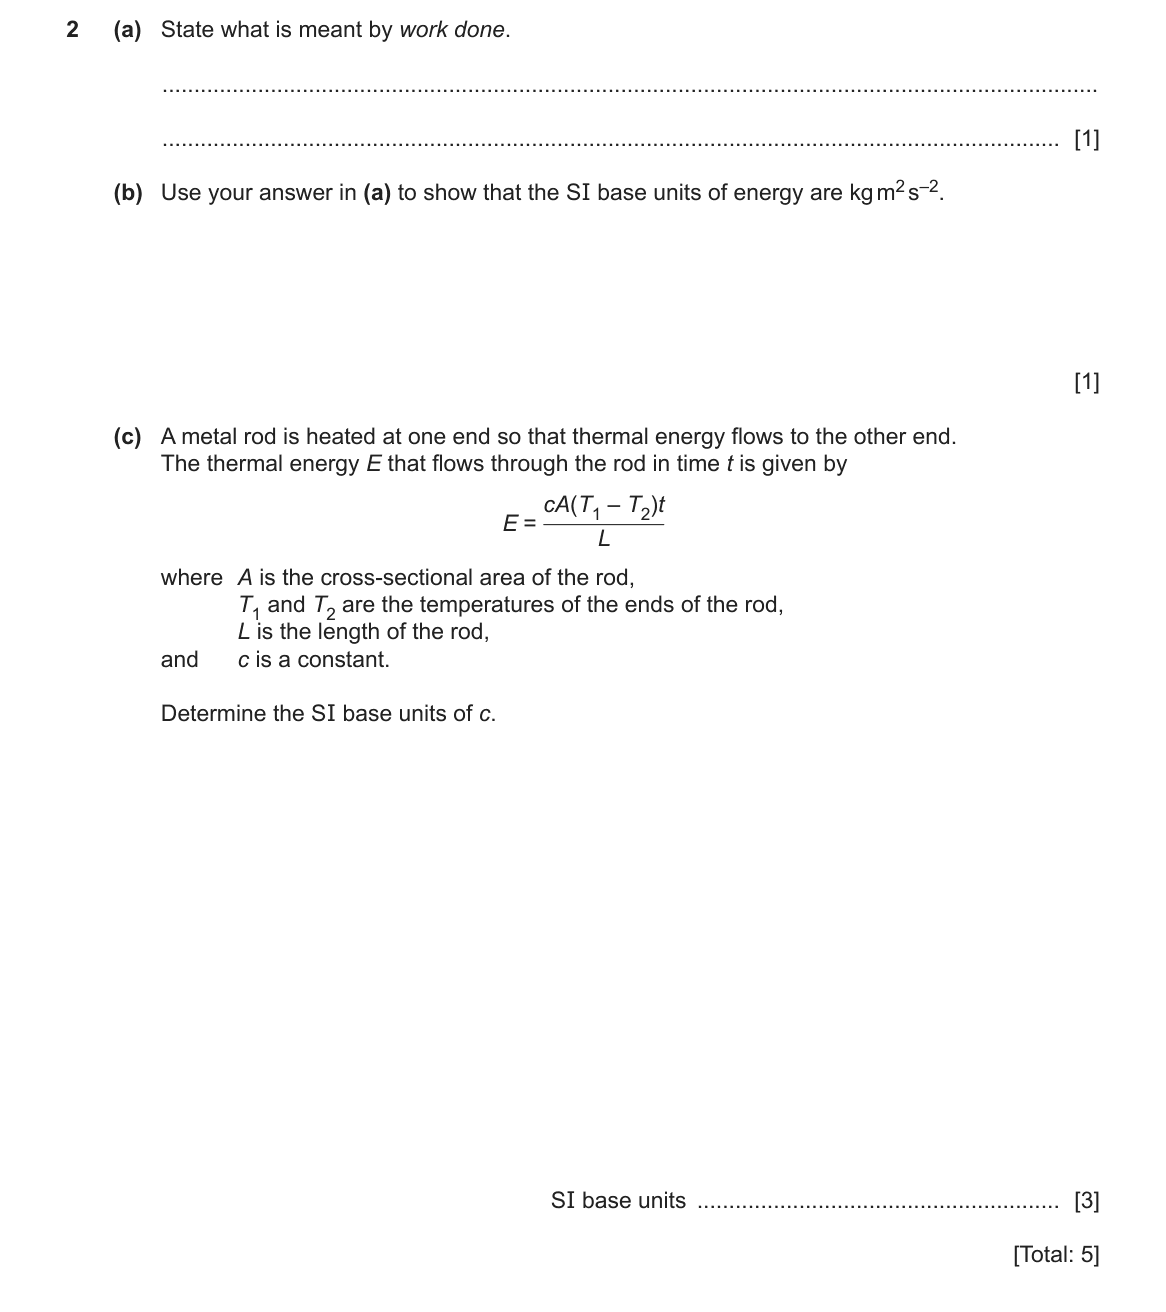 2 (a) State what is meant by work done.
.......................................................................................................................................................
................................................................................................................................................. [1]
(b) Use your answer in (a) to show that the SI base units of energy are kg m² s⁻².
[1]
(c) A metal rod is heated at one end so that thermal energy flows to the other end.
The thermal energy E that flows through the rod in time t is given by
E = cA(T₁ – T₂)t / L
where A is the cross-sectional area of the rod,
T₁ and T₂ are the temperatures of the ends of the rod,
L is the length of the rod,
and c is a constant.
Determine the SI base units of c.
SI base units ......................................................... [3]
[Total: 5]